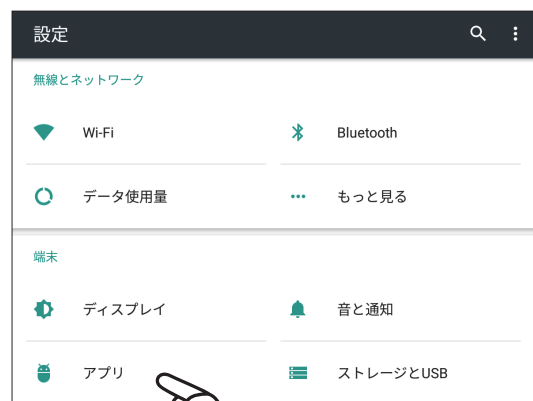 設定
無線とネットワーク
Wi-Fi
Bluetooth
データ使用量
もっと見る
端末
ディスプレイ
音と通知
アプリ
ストレージとUSB